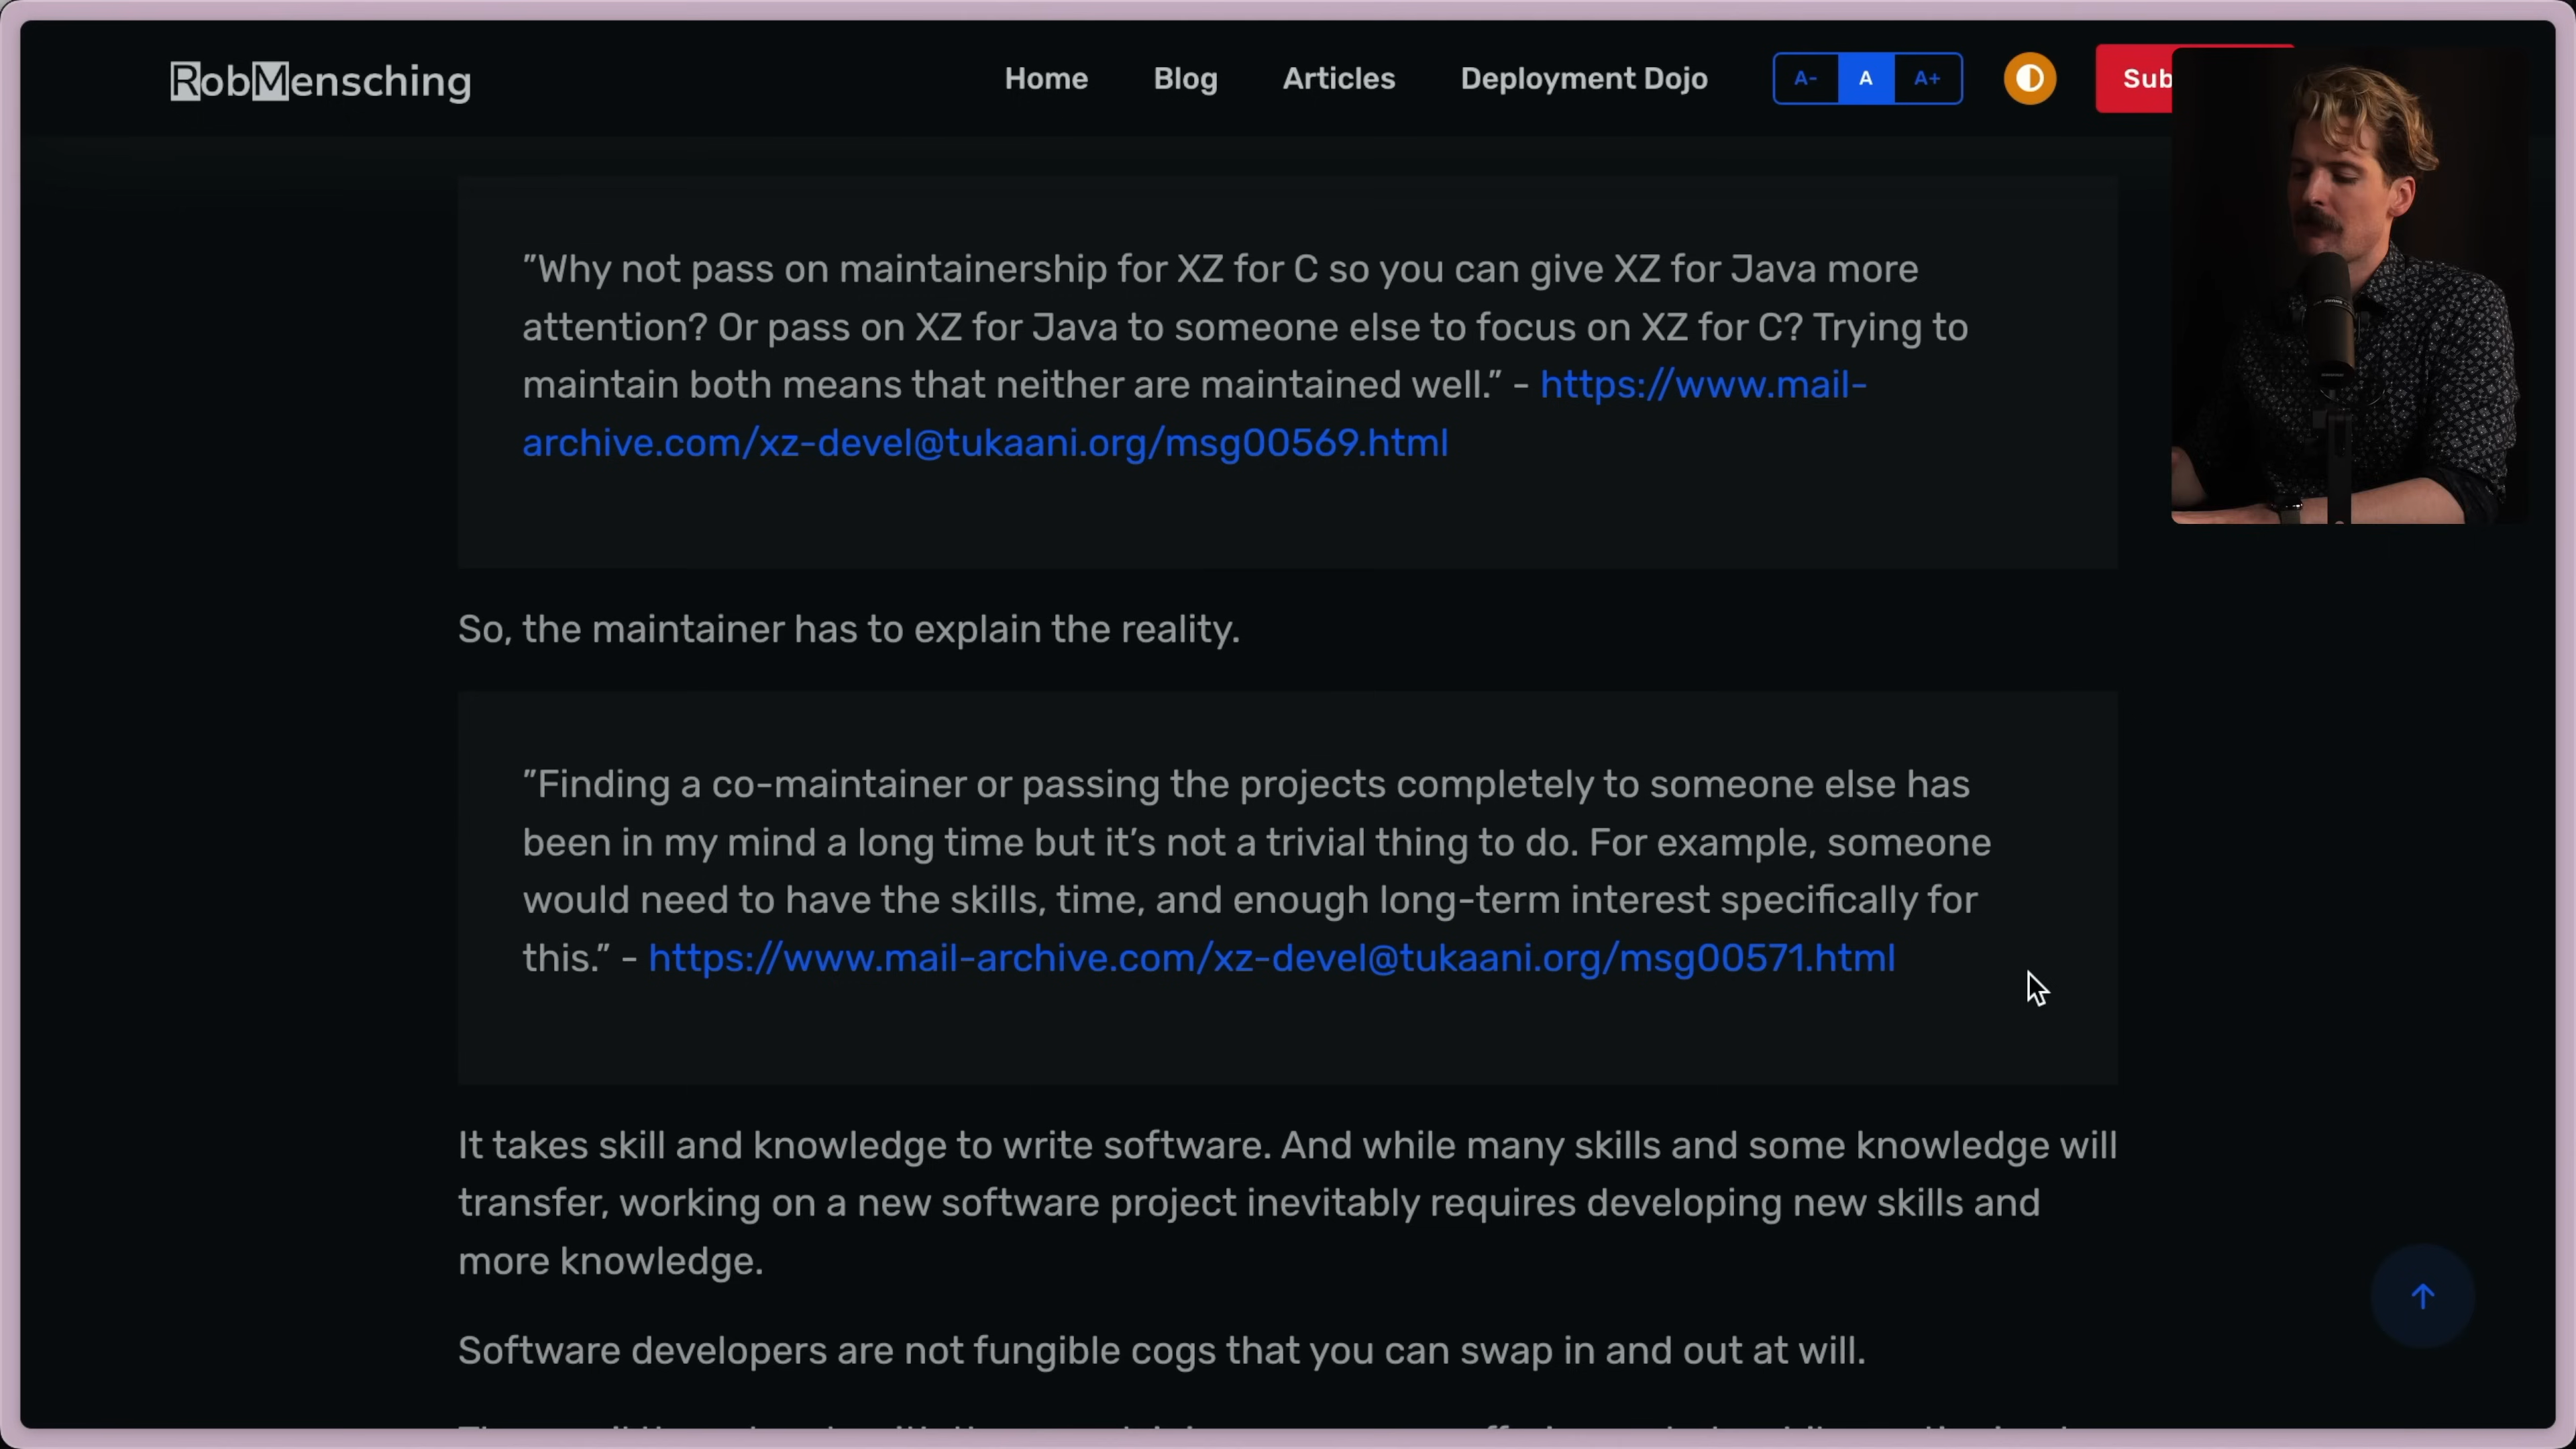 RobMensching
Home Blog Articles Deployment Dojo A- A A+ Sub
"Why not pass on maintainership for XZ for C so you can give XZ for Java more
attention? Or pass on XZ for Java to someone else to focus on XZ for C? Trying to
maintain both means that neither are maintained well." - https://www.mail-
archive.com/xz-devel@tukaani.org/msg00569.html
So, the maintainer has to explain the reality.
"Finding a co-maintainer or passing the projects completely to someone else has
been in my mind a long time but it's not a trivial thing to do. For example, someone
would need to have the skills, time, and enough long-term interest specifically for
this." - https://www.mail-archive.com/xz-devel@tukaani.org/msg00571.html
It takes skill and knowledge to write software. And while many skills and some knowledge will
transfer, working on a new software project inevitably requires developing new skills and
more knowledge.
Software developers are not fungible cogs that you can swap in and out at will.